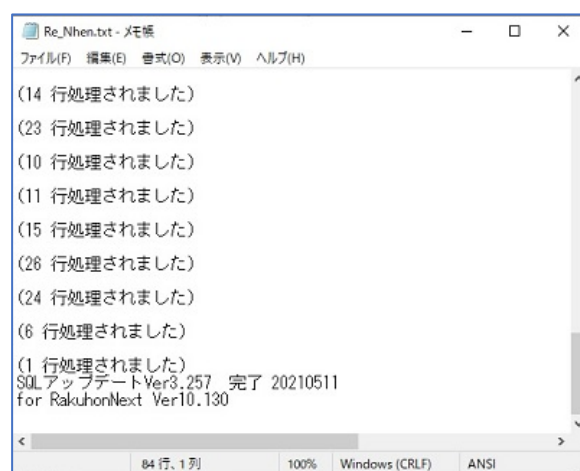 Re_Nhen.txt - メモ帳
ファイル(F) 編集(E) 書式(O) 表示(V) ヘルプ(H)
(14 行処理されました)
(23 行処理されました)
(10 行処理されました)
(11 行処理されました)
(15 行処理されました)
(26 行処理されました)
(24 行処理されました)
(6 行処理されました)
(1 行処理されました)
SQLアップデートVer3.257 完了 20210511
for RakuhonNext Ver10.130
84 行、1 列 100% Windows (CRLF) ANSI